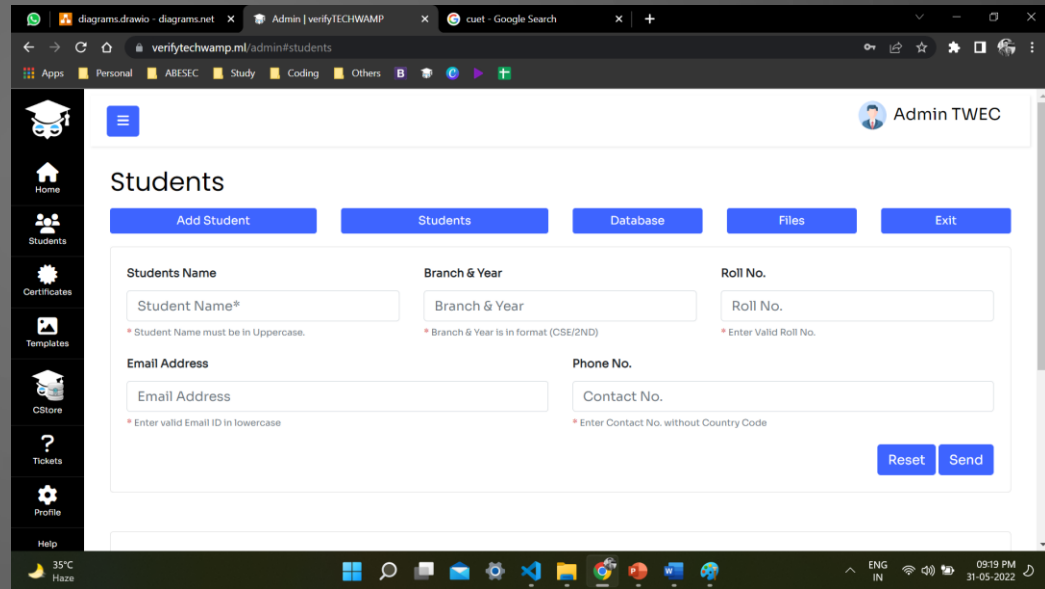 diagrams.drawio - diagrams.net
Admin | verifyTECHWAMP
cuet - Google Search
verifytechwamp.ml/admin#students
Apps Personal ABESEC Study Coding Others B
Admin TWEC
Home
Students
Certificates
Templates
CStore
Tickets
Profile
Help
Students
Add Student Students Database Files Exit
Students Name Branch & Year Roll No.
Student Name* Branch & Year Roll No.
* Student Name must be in Uppercase. * Branch & Year is in format (CSE/2ND) * Enter Valid Roll No.
Email Address Phone No.
Email Address Contact No.
* Enter valid Email ID in lowercase * Enter Contact No. without Country Code
Reset Send
35°C
Haze
ENG
IN
09:19 PM
31-05-2022